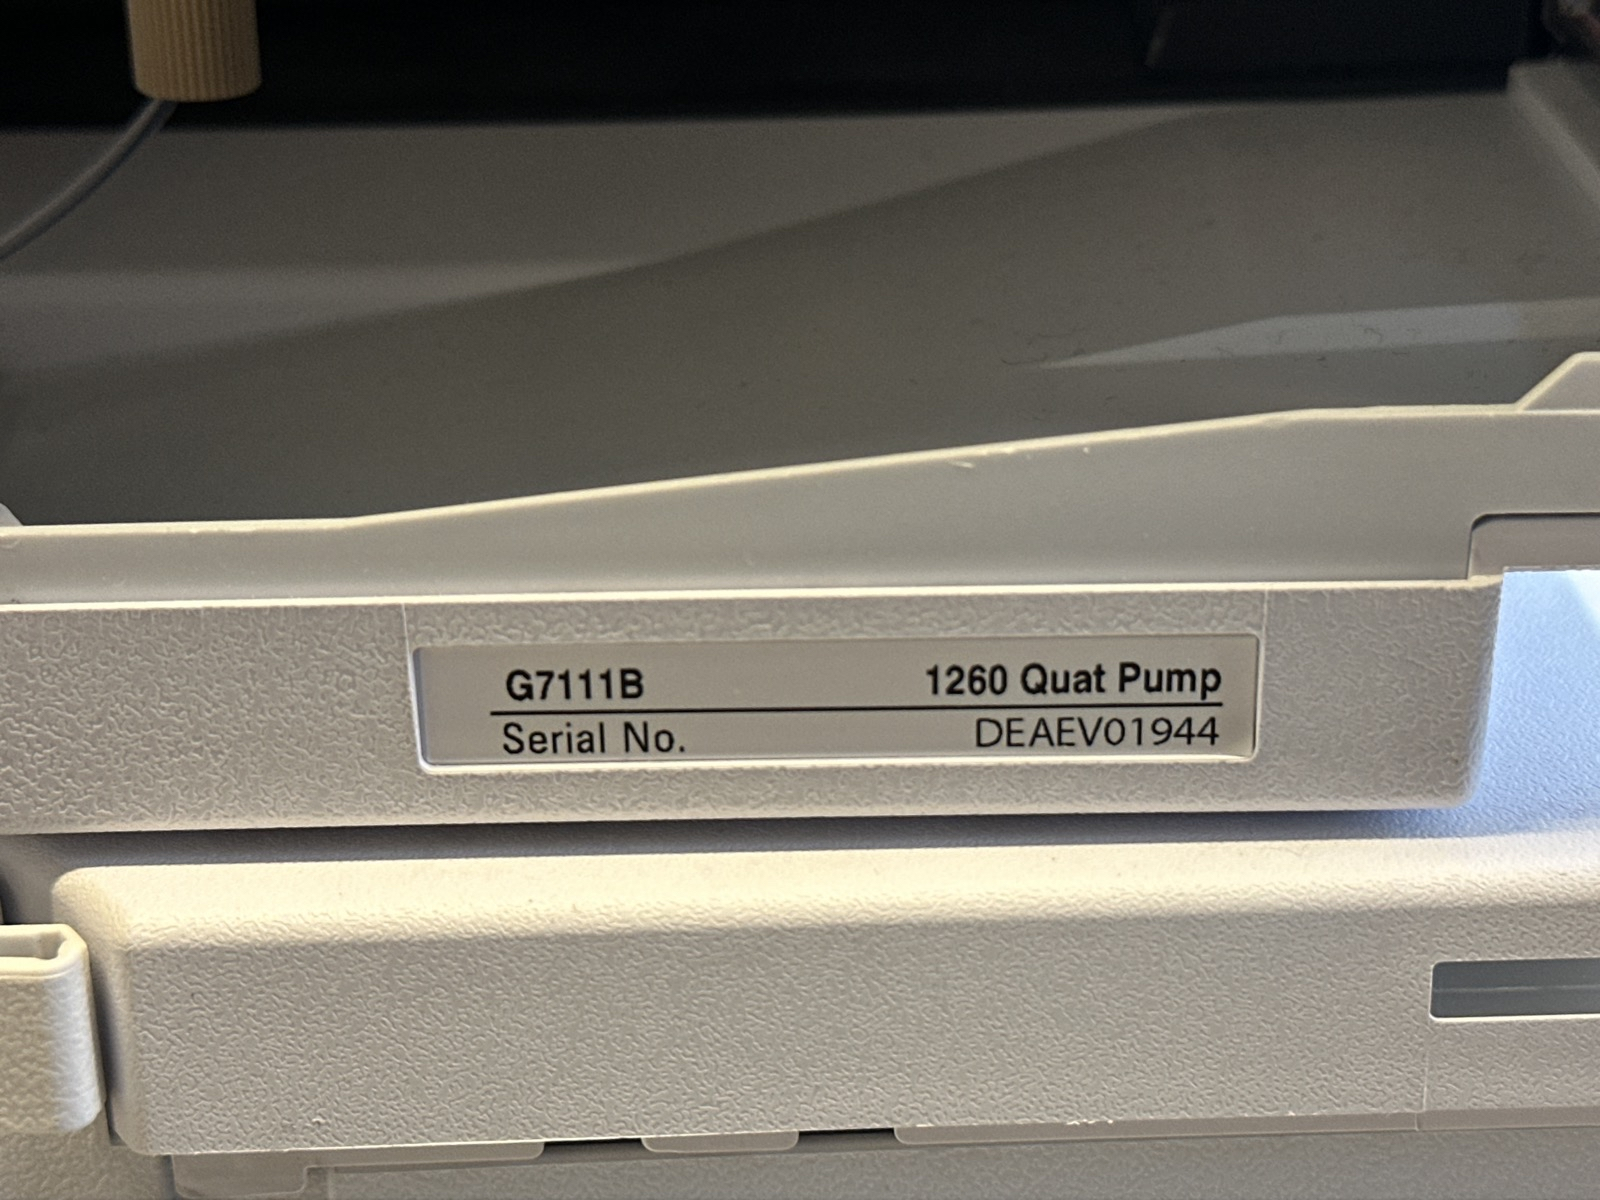 G7111B 1260 Quat Pump
Serial No. DEAEV01944